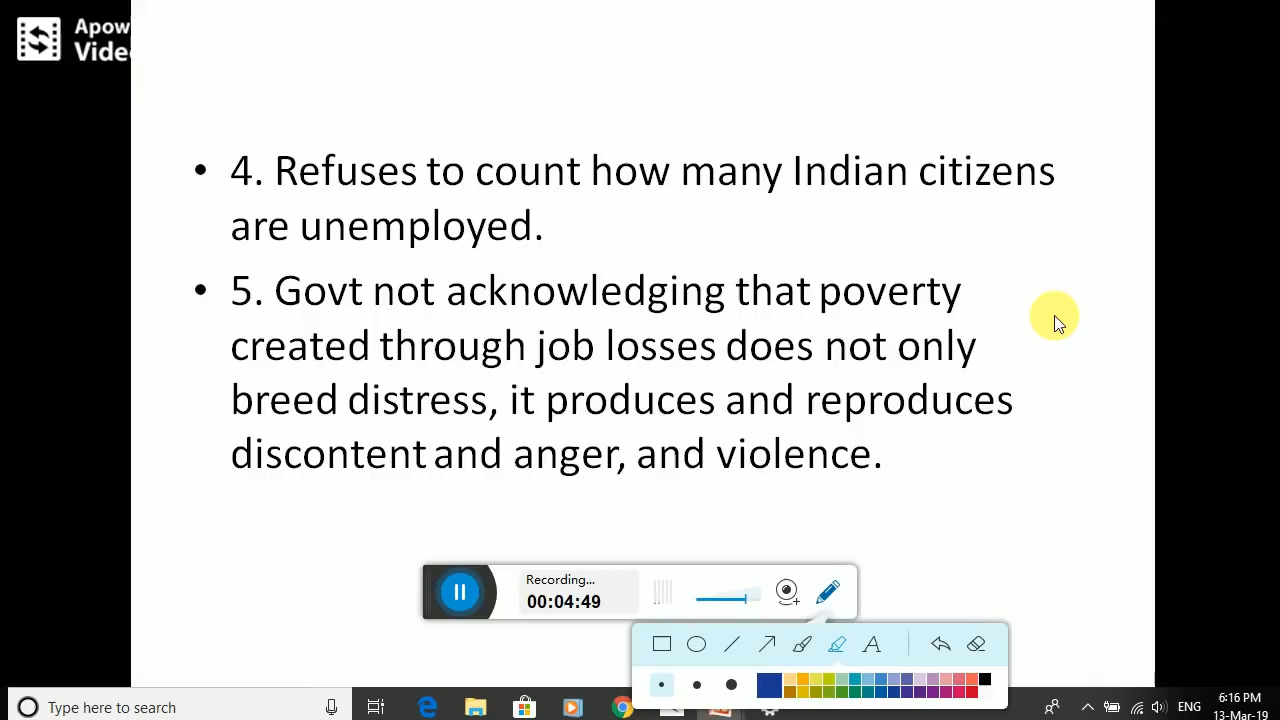 Apow
Vide
• 4. Refuses to count how many Indian citizens
are unemployed.
• 5. Govt not acknowledging that poverty
created through job losses does not only
breed distress, it produces and reproduces
discontent and anger, and violence.
Recording...
00:04:49
A
Type here to search
ENG
6:16 PM
13-Mar-19